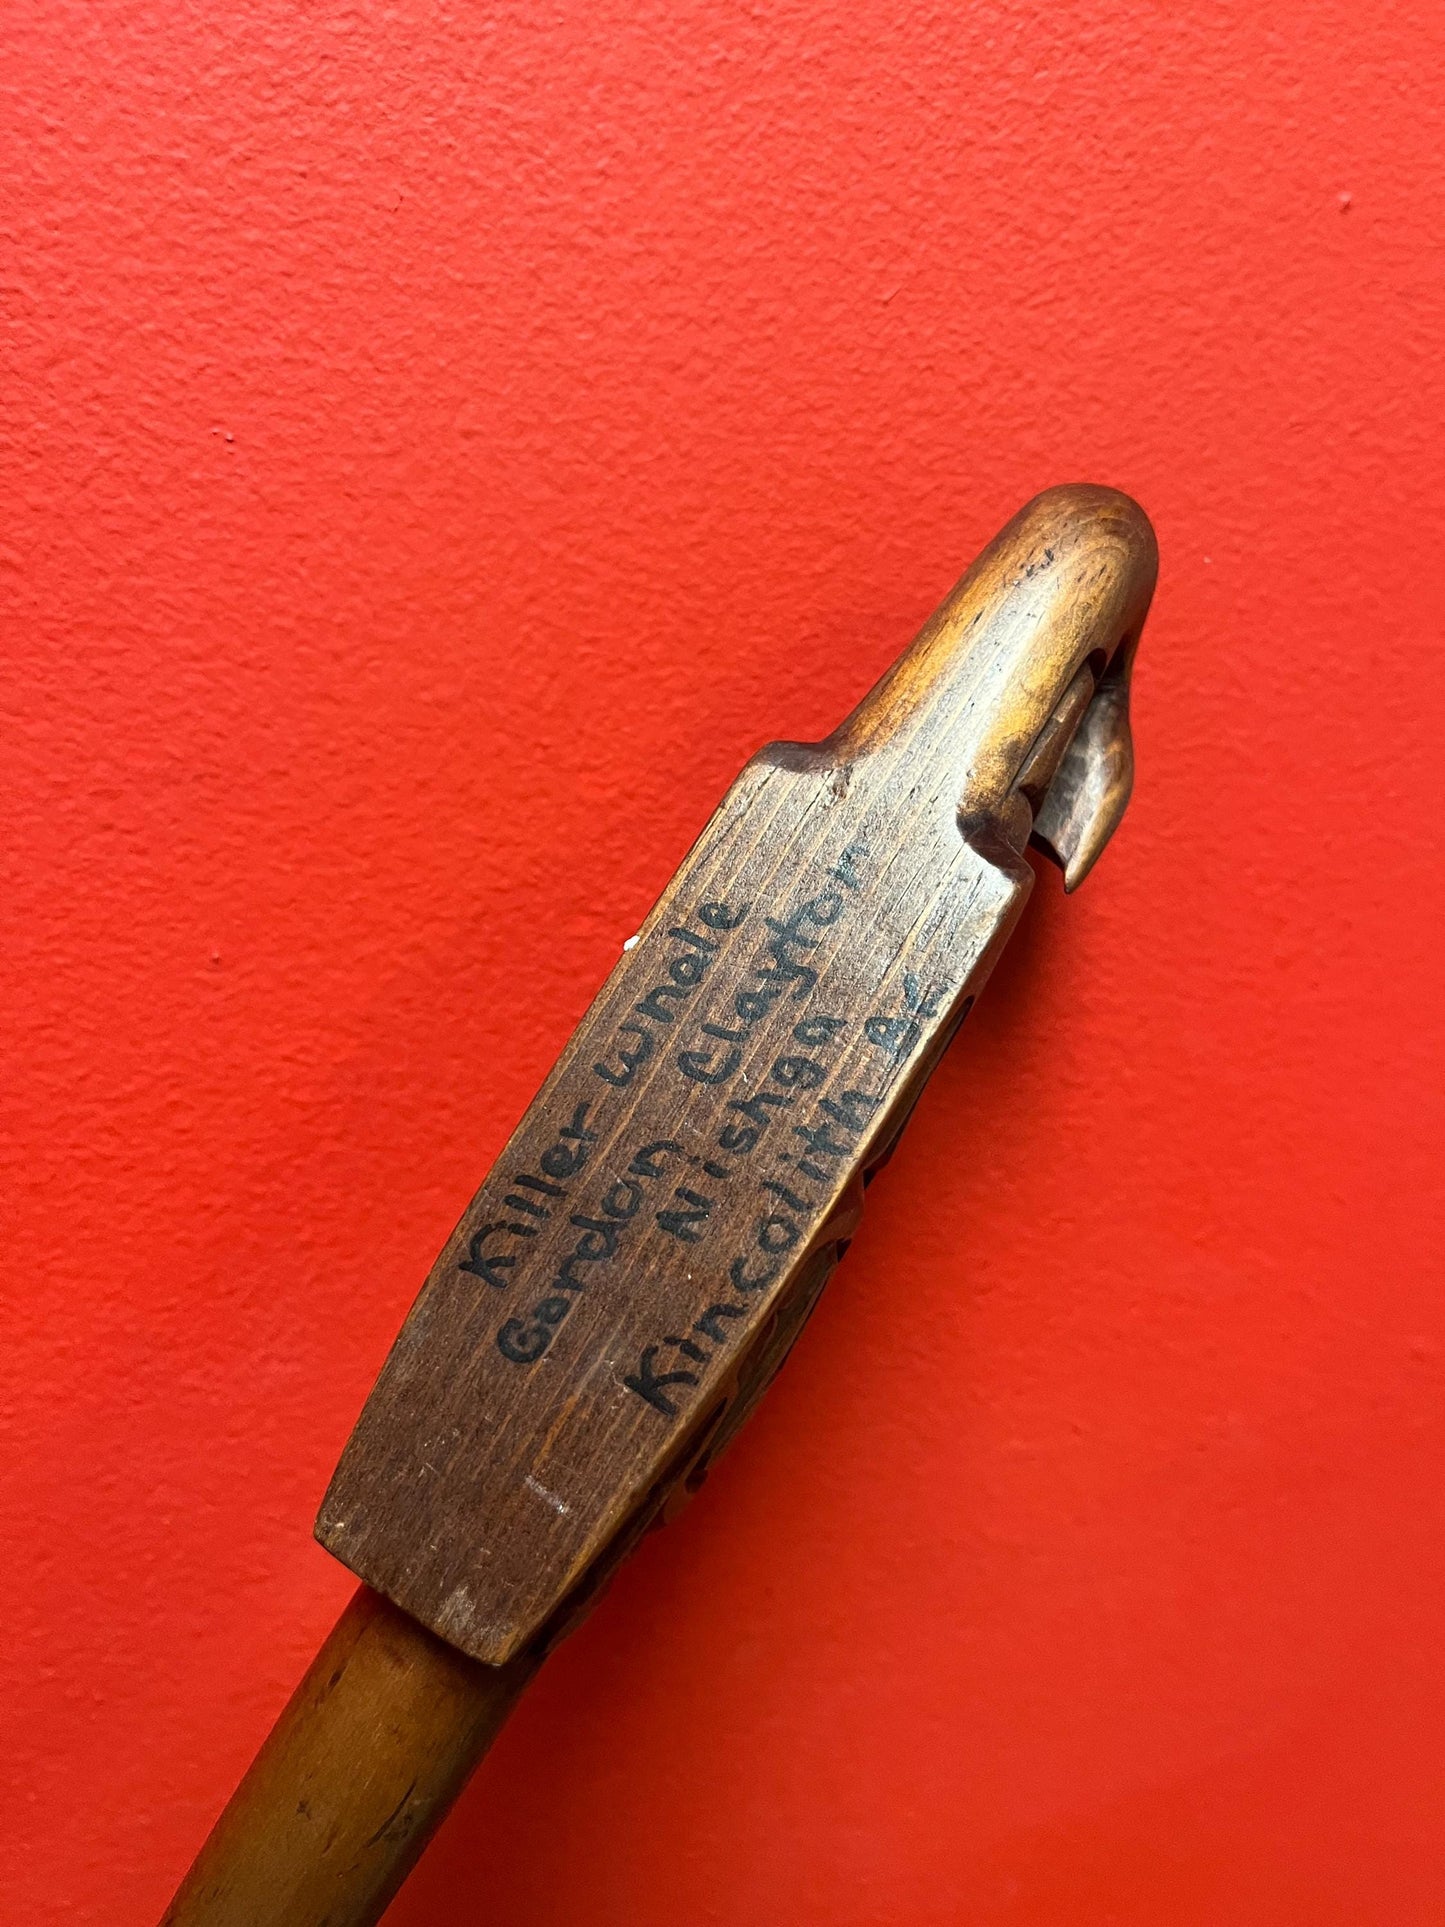 Killer whale
Gordon Clayton
Nishga
Kincolith BC